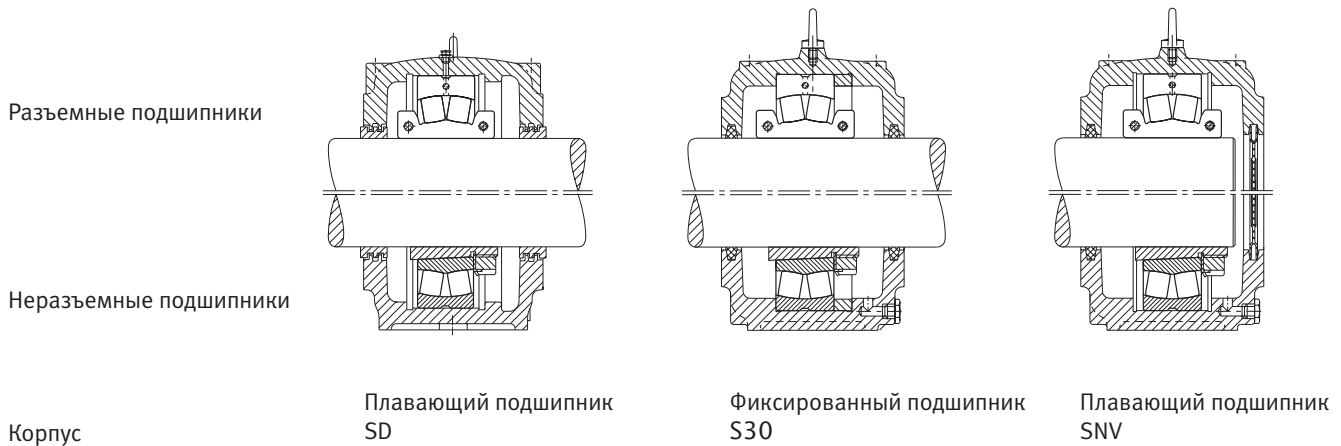 Разъемные подшипники
Неразъемные подшипники
Плавающий подшипник
Фиксированный подшипник
Плавающий подшипник
Корпус
SD
S30
SNV